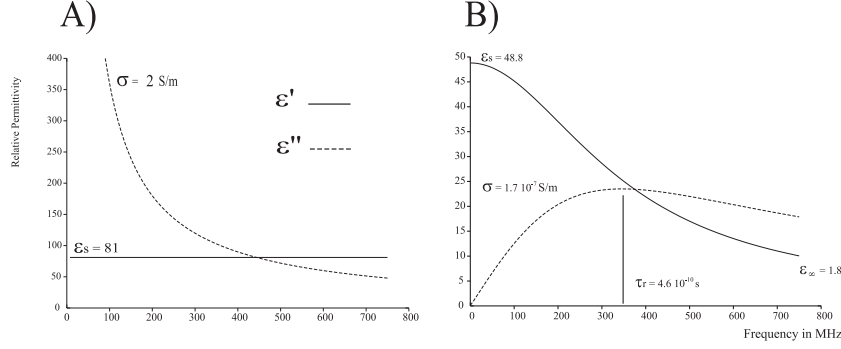 A)
B)
Relative Permittivity
400
350
300
250
200
150
100
50
0
0 100 200 300 400 500 600 700 800
σ = 2 S/m
ε'
ε''
εs = 81
50
45
40
35
30
25
20
15
10
5
0
0 100 200 300 400 500 600 700 800
εs = 48.8
σ = 1.7 10⁻⁷ S/m
τr = 4.6 10⁻¹⁰ s
ε∞ = 1.8
Frequency in MHz